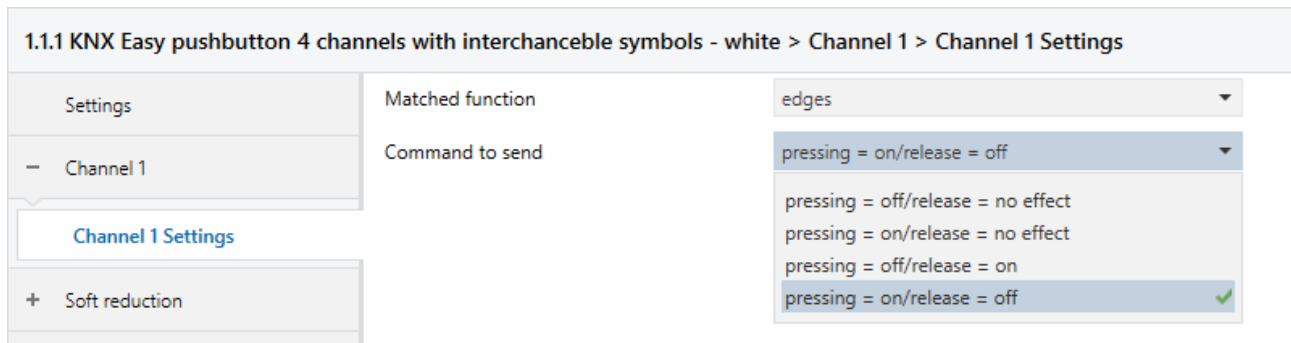 1.1.1 KNX Easy pushbutton 4 channels with interchanceble symbols - white > Channel 1 > Channel 1 Settings
Settings
Matched function
edges
Command to send
pressing = on/release = off
− Channel 1
pressing = off/release = no effect
pressing = on/release = no effect
Channel 1 Settings
pressing = off/release = on
+ Soft reduction
pressing = on/release = off